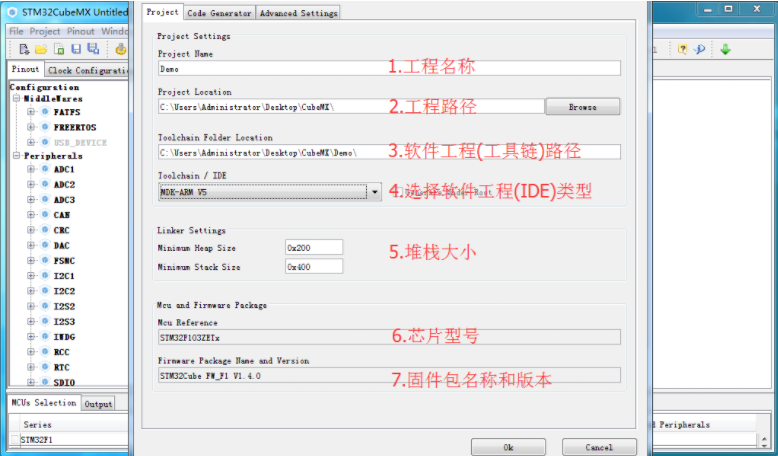 STM32CubeMX Untitled
File Project Pinout Windo
Pinout Clock Configuratio
Configuration
MiddleWares
FATFS
FREERTOS
USB_DEVICE
Peripherals
ADC1
ADC2
ADC3
CAN
CRC
DAC
FSMC
I2C1
I2C2
I2S2
I2S3
IWDG
RCC
RTC
SDIO
MCUs Selection Output
Series
STM32F1
Project Code Generator Advanced Settings
Project Settings
Project Name
Demo
1.工程名称
Project Location
C:\Users\Administrator\Desktop\CubeMX\
Browse
2.工程路径
Toolchain Folder Location
C:\Users\Administrator\Desktop\CubeMX\Demo\
3.软件工程(工具链)路径
Toolchain / IDE
MDK-ARM V5
4.选择软件工程(IDE)类型
Linker Settings
Minimum Heap Size 0x200
Minimum Stack Size 0x400
5.堆栈大小
Mcu and Firmware Package
Mcu Reference
STM32F103ZETx
6.芯片型号
Firmware Package Name and Version
STM32Cube FW_F1 V1.4.0
7.固件包名称和版本
Ok Cancel
Peripherals